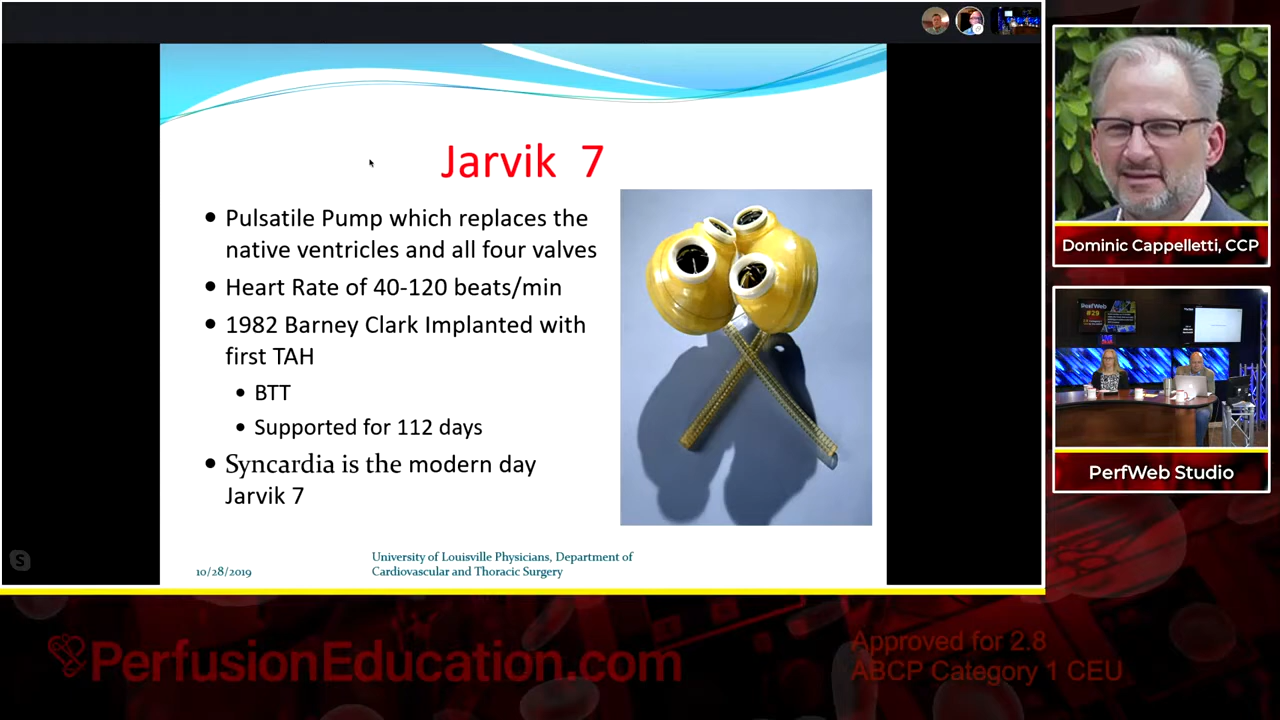 Jarvik 7
• Pulsatile Pump which replaces the
native ventricles and all four valves
• Heart Rate of 40-120 beats/min
• 1982 Barney Clark Implanted with
first TAH
• BTT
• Supported for 112 days
• Syncardia is the modern day
Jarvik 7
10/28/2019
University of Louisville Physicians, Department of
Cardiovascular and Thoracic Surgery
S
Dominic Cappelletti, CCP
PerfWeb
#29
PerfWeb Studio
PerfusionEducation.com
Approved for 2.8
ABCP Category 1 CEU